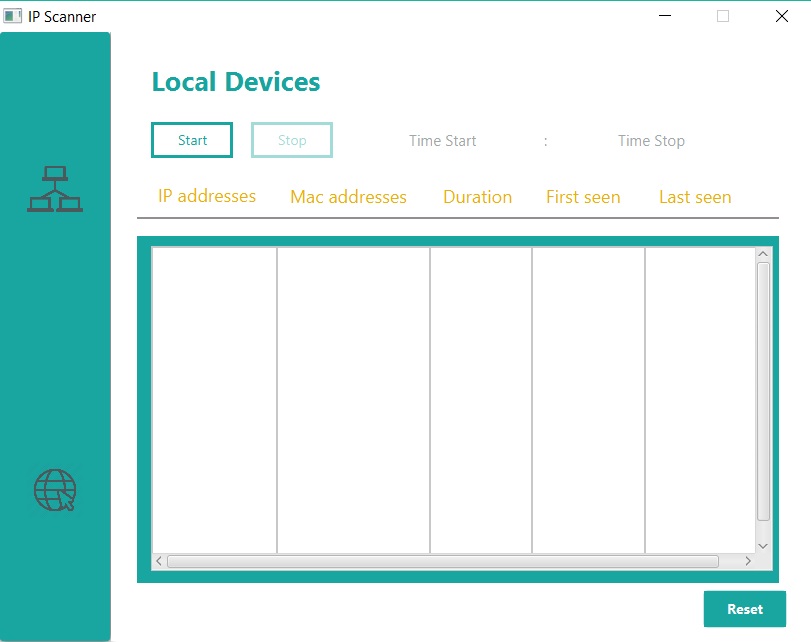 IP Scanner
Local Devices
Start Stop Time Start : Time Stop
IP addresses Mac addresses Duration First seen Last seen
Reset